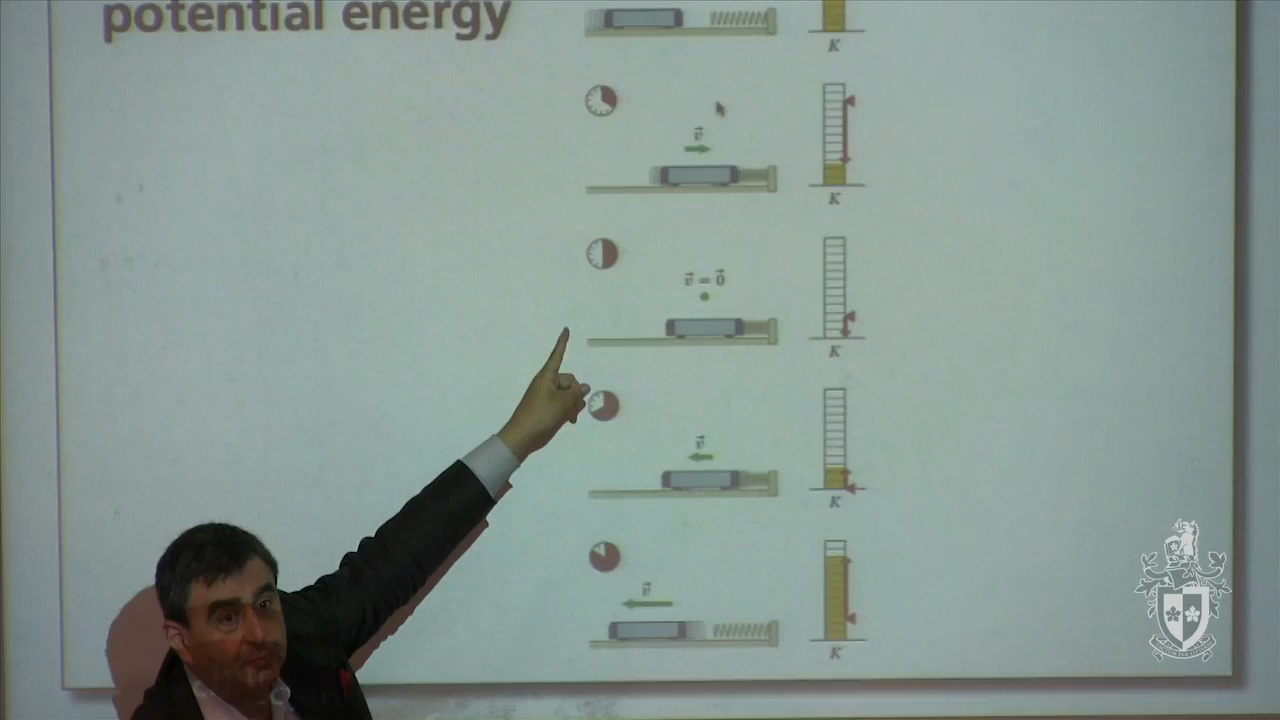 potential energy
K
v⃗
K
v⃗ = 0⃗
K
v⃗
K
v⃗
K